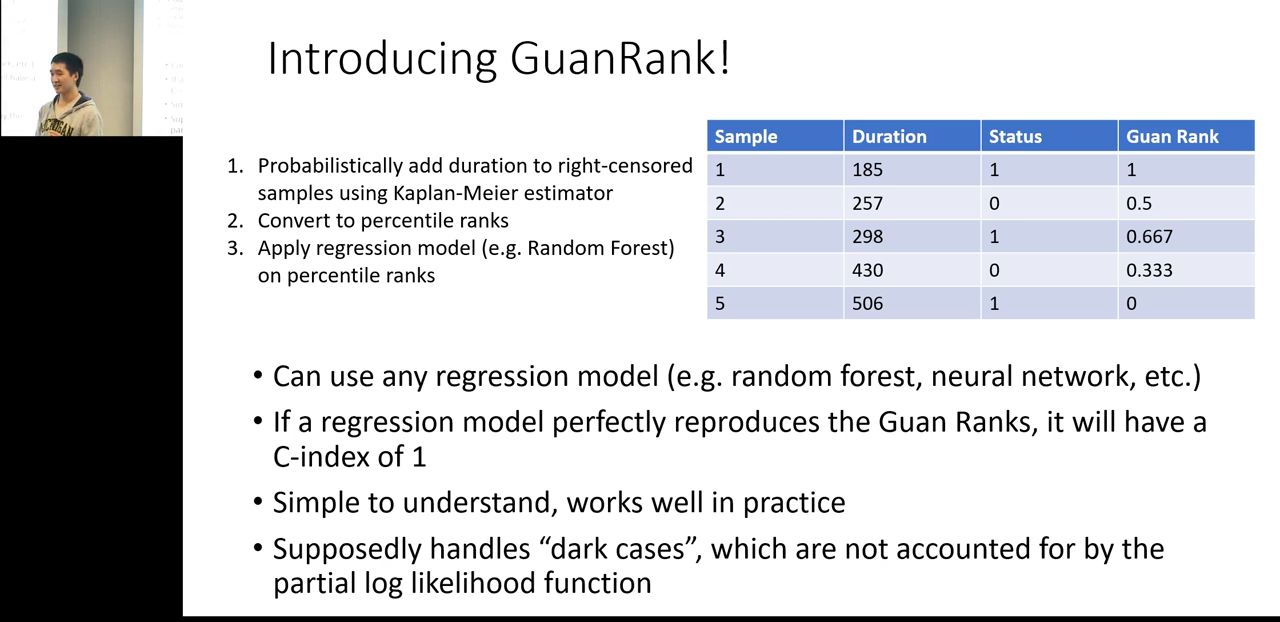 Introducing GuanRank!
1. Probabilistically add duration to right-censored
samples using Kaplan-Meier estimator
2. Convert to percentile ranks
3. Apply regression model (e.g. Random Forest)
on percentile ranks
Sample Duration Status Guan Rank
1 185 1 1
2 257 0 0.5
3 298 1 0.667
4 430 0 0.333
5 506 1 0
• Can use any regression model (e.g. random forest, neural network, etc.)
• If a regression model perfectly reproduces the Guan Ranks, it will have a
C-index of 1
• Simple to understand, works well in practice
• Supposedly handles “dark cases”, which are not accounted for by the
partial log likelihood function